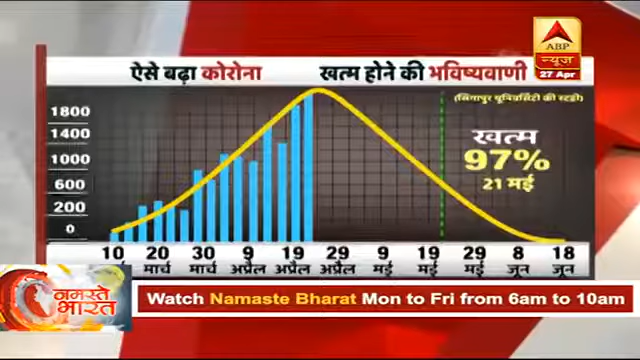 ABP
न्यूज़
27 Apr
ऐसे बढ़ा कोरोना
खत्म होने की भविष्यवाणी
(सिंगापुर यूनिवर्सिटी की स्टडी)
1800
1400
1000
600
200
0
खत्म
97%
21 मई
10 20 30 9 19 29 9 19 29 8 18
मार्च मार्च अप्रैल अप्रैल अप्रैल मई मई मई जून जून
नमस्ते
भारत
Watch Namaste Bharat Mon to Fri from 6am to 10am